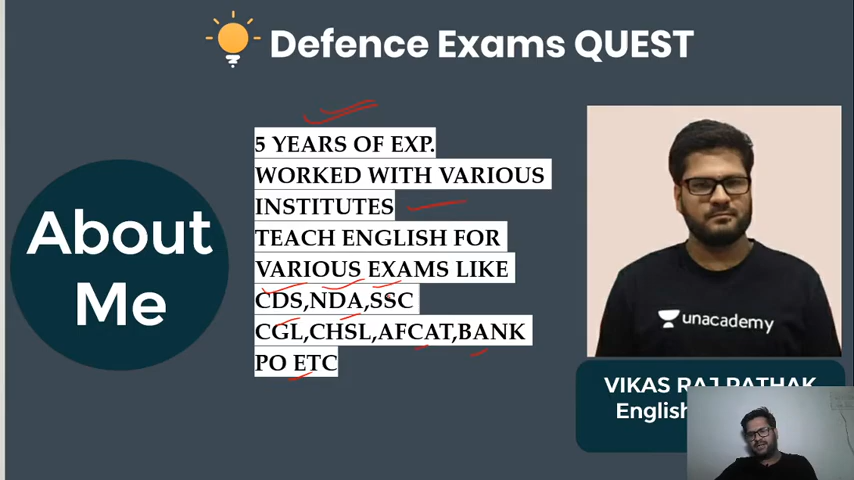 Defence Exams QUEST
About
Me
5 YEARS OF EXP.
WORKED WITH VARIOUS
INSTITUTES
TEACH ENGLISH FOR
VARIOUS EXAMS LIKE
CDS,NDA,SSC
CGL,CHSL,AFCAT,BANK
PO ETC
unacademy
VIKAS RAJ PATHAK
English